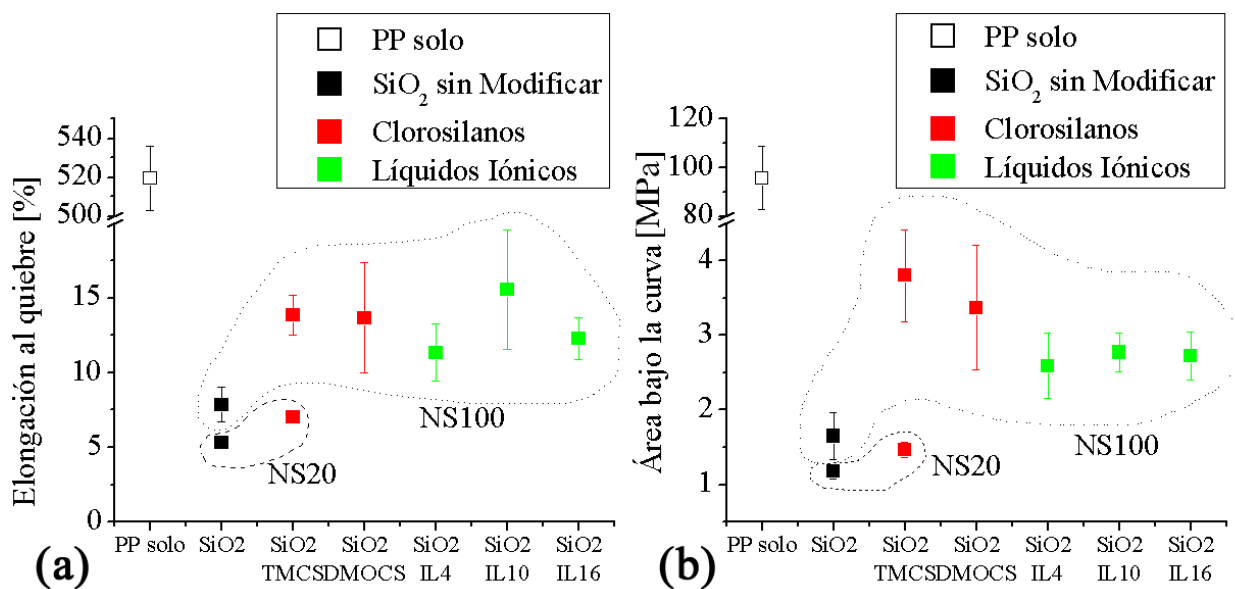 PP solo
SiO2 sin Modificar
Clorosilanos
Líquidos Iónicos
Elongación al quiebre [%]
540
520
500
15
10
5
0
NS100
NS20
PP solo
SiO2
SiO2
TMCS
SiO2
DMOCS
SiO2
IL4
SiO2
IL10
SiO2
IL16
(a)
PP solo
SiO2 sin Modificar
Clorosilanos
Líquidos Iónicos
Área bajo la curva [MPa]
120
100
80
4
3
2
1
NS100
NS20
PP solo
SiO2
SiO2
TMCS
SiO2
DMOCS
SiO2
IL4
SiO2
IL10
SiO2
IL16
(b)